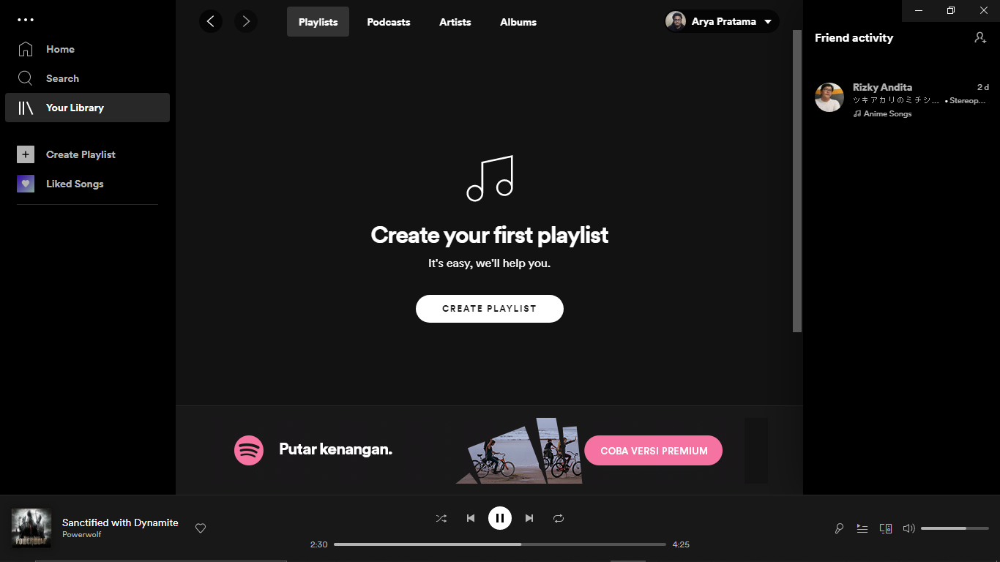 Home
Search
Your Library
Create Playlist
Liked Songs
Playlists
Podcasts
Artists
Albums
Arya Pratama
Create your first playlist
It's easy, we'll help you.
CREATE PLAYLIST
Putar kenangan.
COBA VERSI PREMIUM
Friend activity
Rizky Andita
2 d
ツキアカリのミチシ... • Stereop...
Anime Songs
POWERWOLF
Sanctified with Dynamite
Powerwolf
2:30
4:25